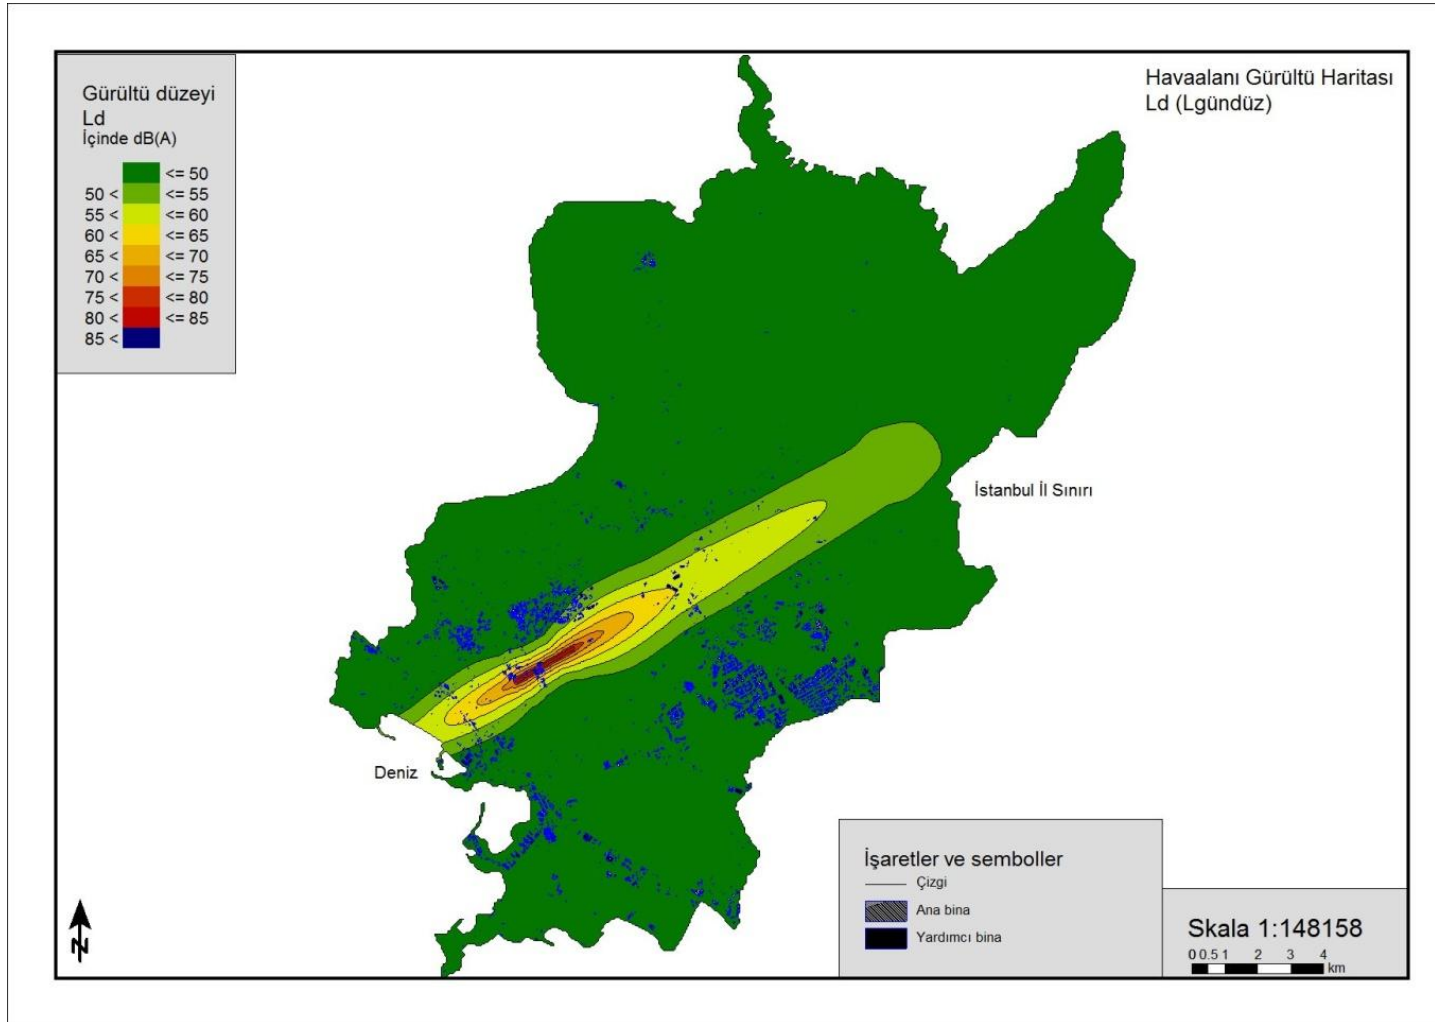 Gürültü düzeyi
Ld
İçinde dB(A)
<= 50
50 < <= 55
55 < <= 60
60 < <= 65
65 < <= 70
70 < <= 75
75 < <= 80
80 < <= 85
85 <
Havaalanı Gürültü Haritası
Ld (Lgündüz)
İstanbul İl Sınırı
Deniz
N
İşaretler ve semboller
Çizgi
Ana bina
Yardımcı bina
Skala 1:148158
0 0.5 1 2 3 4
km